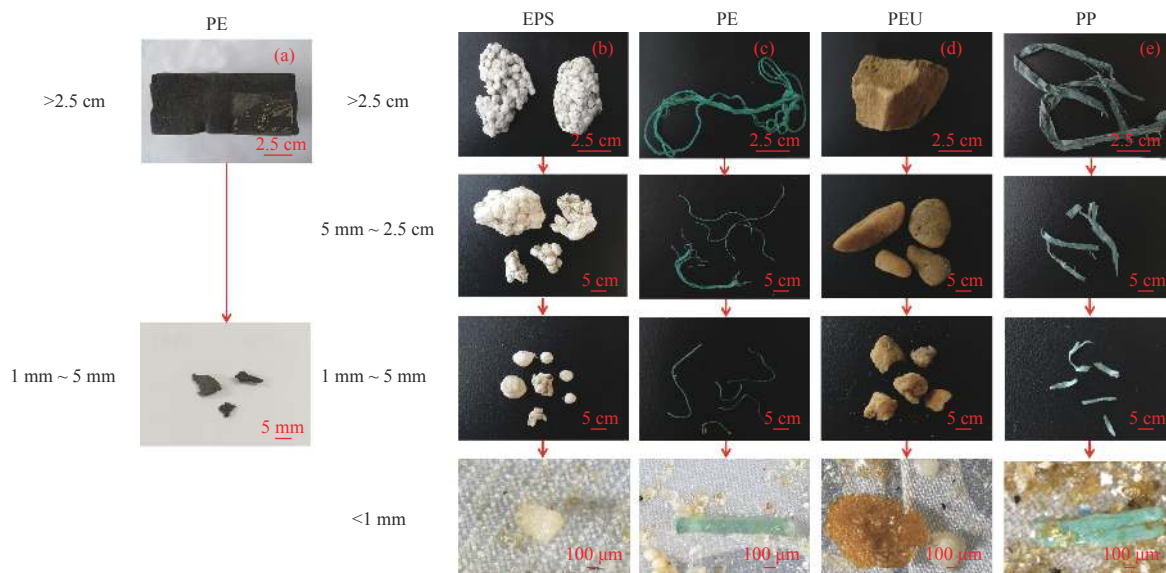 PE
EPS
PE
PEU
PP
(a)
(b)
(c)
(d)
(e)
>2.5 cm
>2.5 cm
2.5 cm
2.5 cm
2.5 cm
2.5 cm
2.5 cm
5 mm ~ 2.5 cm
5 cm
5 cm
5 cm
5 cm
1 mm ~ 5 mm
1 mm ~ 5 mm
5 mm
5 cm
5 cm
5 cm
5 cm
<1 mm
100 μm
100 μm
100 μm
100 μm